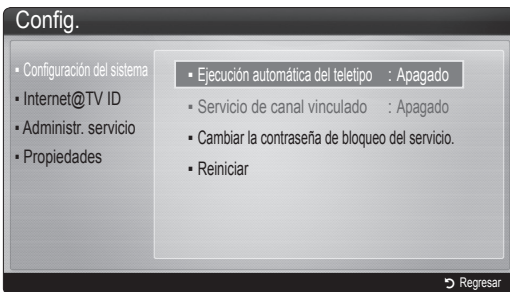 Config.
▪ Configuración del sistema
▪ Internet@TV ID
▪ Administr. servicio
▪ Propiedades
▪ Ejecución automática del teletipo : Apagado
▪ Servicio de canal vinculado : Apagado
▪ Cambiar la contraseña de bloqueo del servicio.
▪ Reiniciar
Regresar